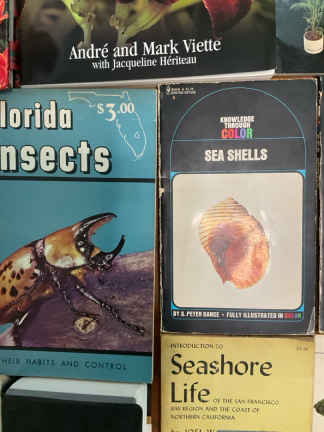 André and Mark Viette
with Jacqueline Hériteau
lorida
$3.00
nsects
HEIR HABITS AND CONTROL
KNOWLEDGE
THROUGH
COLOR
SEA SHELLS
BY S. PETER DANCE • FULLY ILLUSTRATED IN COLOR
INTRODUCTION TO
Seashore
Life
OF THE SAN FRANCISCO
BAY REGION AND THE COAST OF
NORTHERN CALIFORNIA
JOEL W